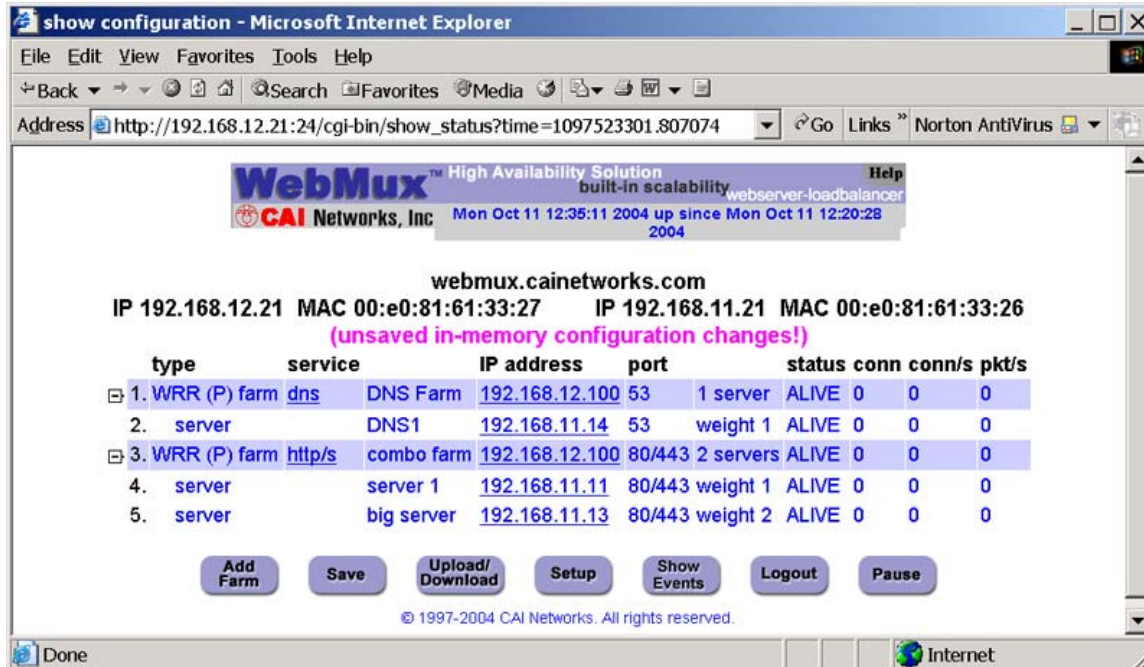 show configuration - Microsoft Internet Explorer
File Edit View Favorites Tools Help
Back Search Favorites Media
Address http://192.168.12.21:24/cgi-bin/show_status?time=1097523301.807074 Go Links » Norton AntiVirus
WebMux™ High Availability Solution Help
built-in scalability webserver-loadbalancer
CAI Networks, Inc Mon Oct 11 12:35:11 2004 up since Mon Oct 11 12:20:28
2004
webmux.cainetworks.com
IP 192.168.12.21 MAC 00:e0:81:61:33:27 IP 192.168.11.21 MAC 00:e0:81:61:33:26
(unsaved in-memory configuration changes!)
type service IP address port status conn conn/s pkt/s
1. WRR (P) farm dns DNS Farm 192.168.12.100 53 1 server ALIVE 0 0 0
2. server DNS1 192.168.11.14 53 weight 1 ALIVE 0 0 0
3. WRR (P) farm http/s combo farm 192.168.12.100 80/443 2 servers ALIVE 0 0 0
4. server server 1 192.168.11.11 80/443 weight 1 ALIVE 0 0 0
5. server big server 192.168.11.13 80/443 weight 2 ALIVE 0 0 0
Add Farm Save Upload/Download Setup Show Events Logout Pause
© 1997-2004 CAI Networks. All rights reserved.
Done Internet